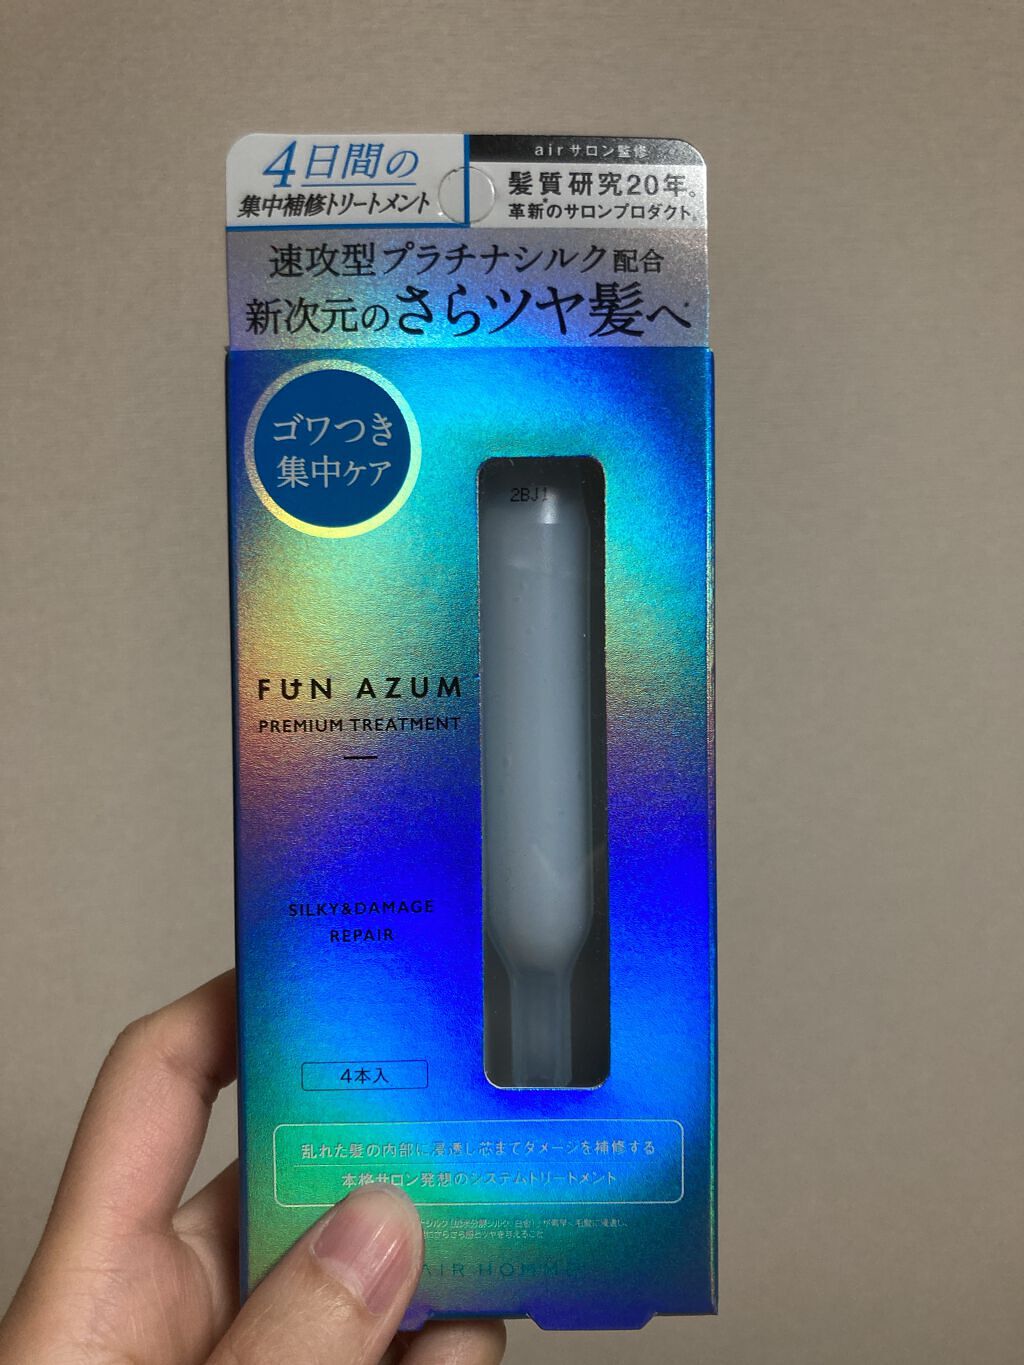 4日間の
集中補修トリートメント
airサロン監修
髪質研究20年。
革新*のサロンプロダクト。
速攻型プラチナシルク配合
新次元のさらツヤ髪へ
ゴワつき
集中ケア
2BJ1
FUN AZUM
PREMIUM TREATMENT
SILKY&DAMAGE
REPAIR
4本入
乱れた髪の内部に浸透し芯までダメージを補修する
本格サロン発想のシステムトリートメント
AIR HOMM